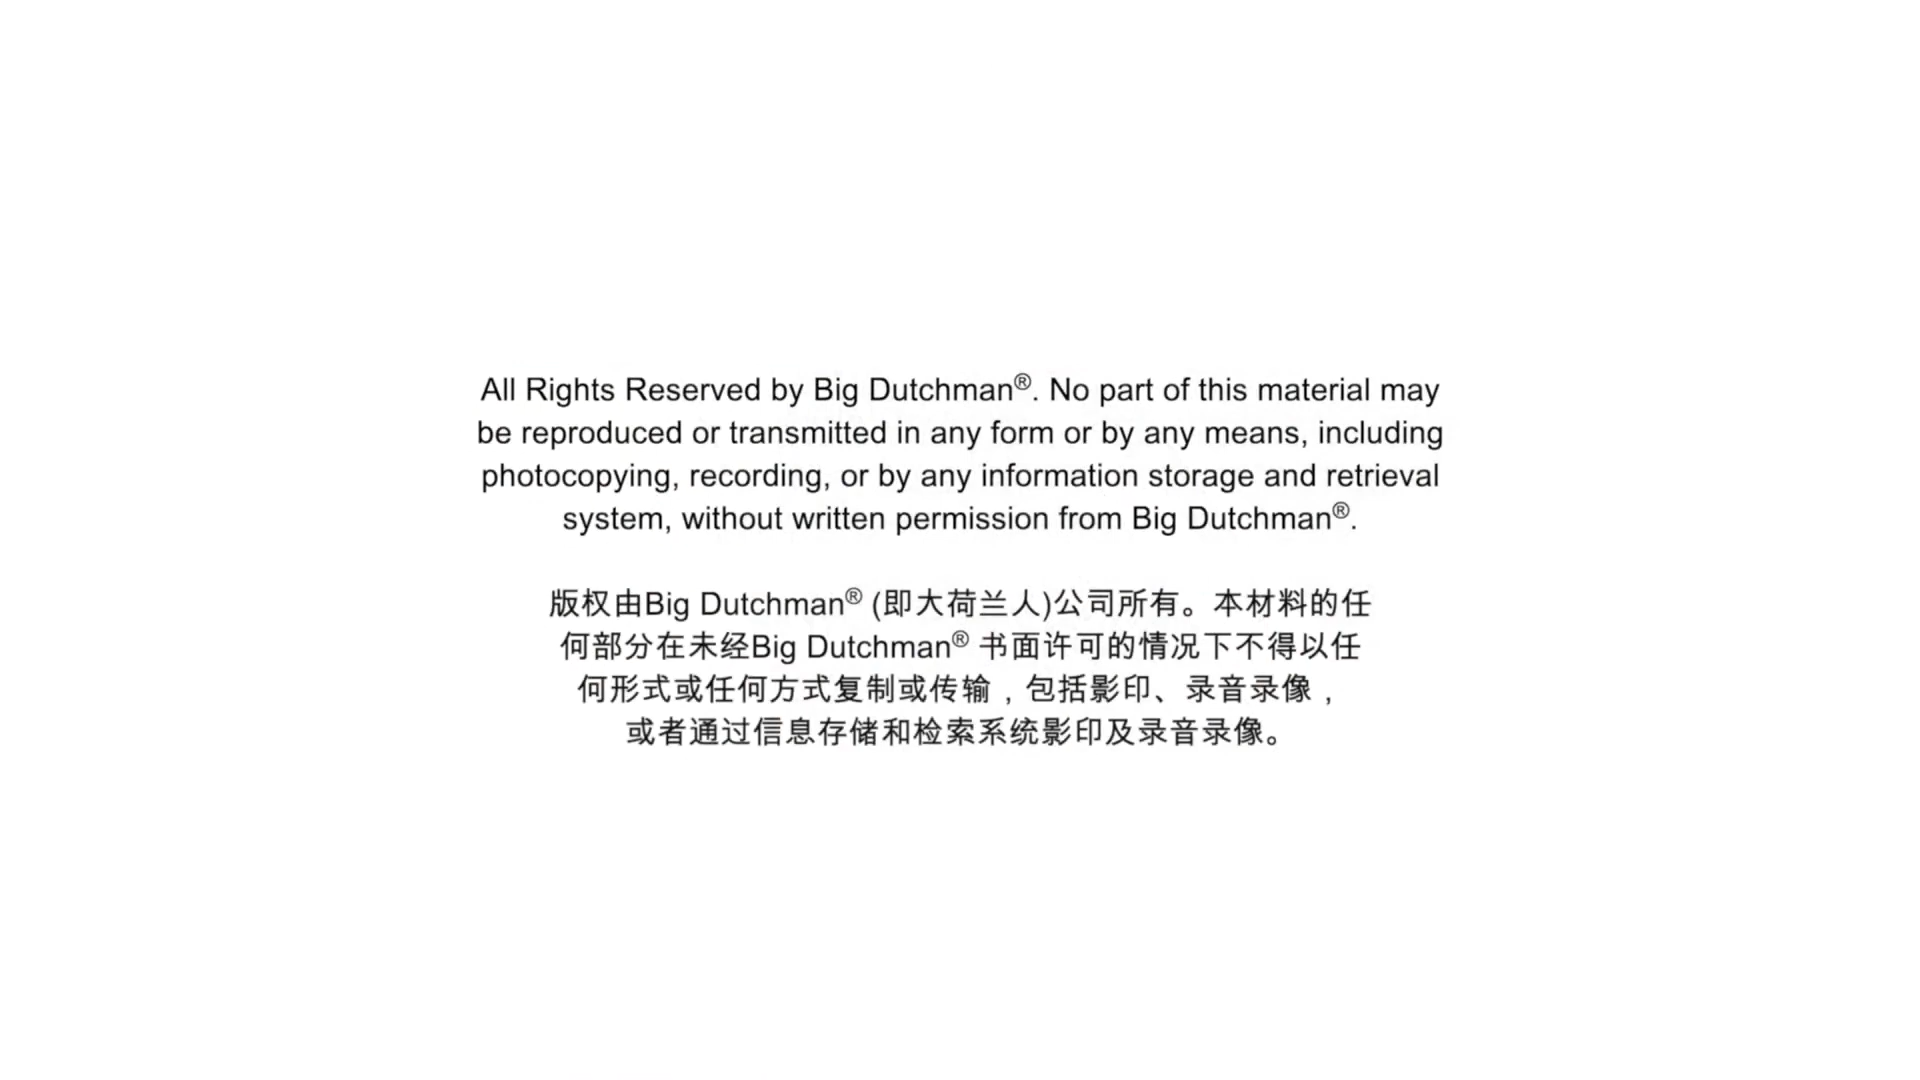 All Rights Reserved by Big Dutchman®. No part of this material may
be reproduced or transmitted in any form or by any means, including
photocopying, recording, or by any information storage and retrieval
system, without written permission from Big Dutchman®.
版权由Big Dutchman® (即大荷兰人)公司所有。本材料的任
何部分在未经Big Dutchman® 书面许可的情况下不得以任
何形式或任何方式复制或传输，包括影印、录音录像，
或者通过信息存储和检索系统影印及录音录像。